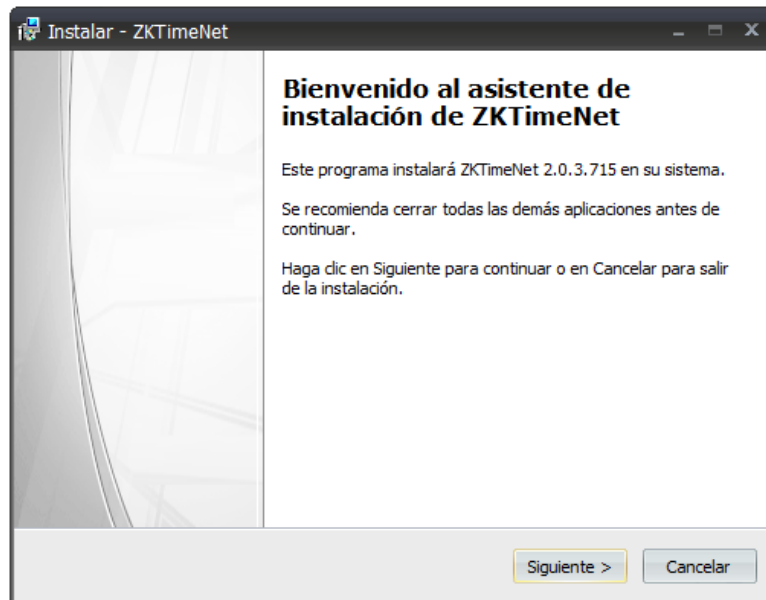 Instalar - ZKTimeNet
Bienvenido al asistente de
instalación de ZKTimeNet
Este programa instalará ZKTimeNet 2.0.3.715 en su sistema.
Se recomienda cerrar todas las demás aplicaciones antes de
continuar.
Haga clic en Siguiente para continuar o en Cancelar para salir
de la instalación.
Siguiente >
Cancelar